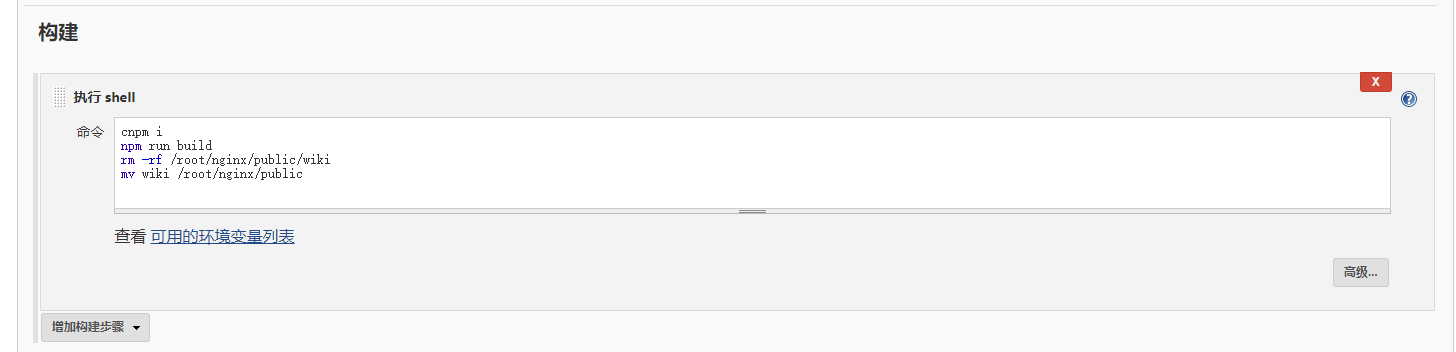 构建
执行 shell
X
命令
cnpm i
npm run build
rm -rf /root/nginx/public/wiki
mv wiki /root/nginx/public
查看 可用的环境变量列表
高级...
增加构建步骤